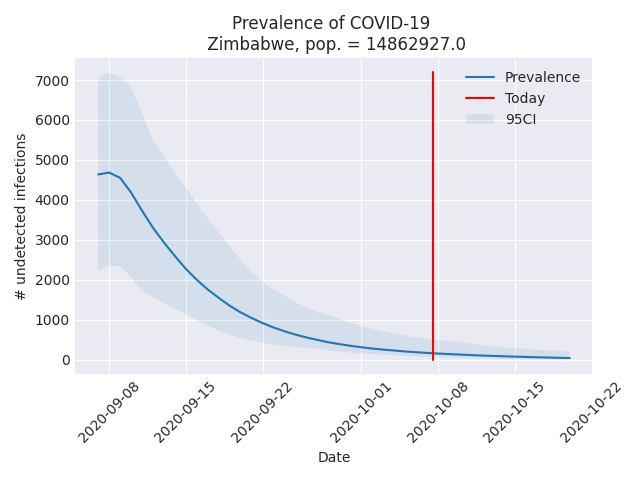 Prevalence of COVID-19
Zimbabwe, pop. = 14862927.0
Prevalence
Today
95CI
7000
6000
5000
4000
3000
2000
1000
0
# undetected infections
2020-09-08
2020-09-15
2020-09-22
2020-10-01
2020-10-08
2020-10-15
2020-10-22
Date